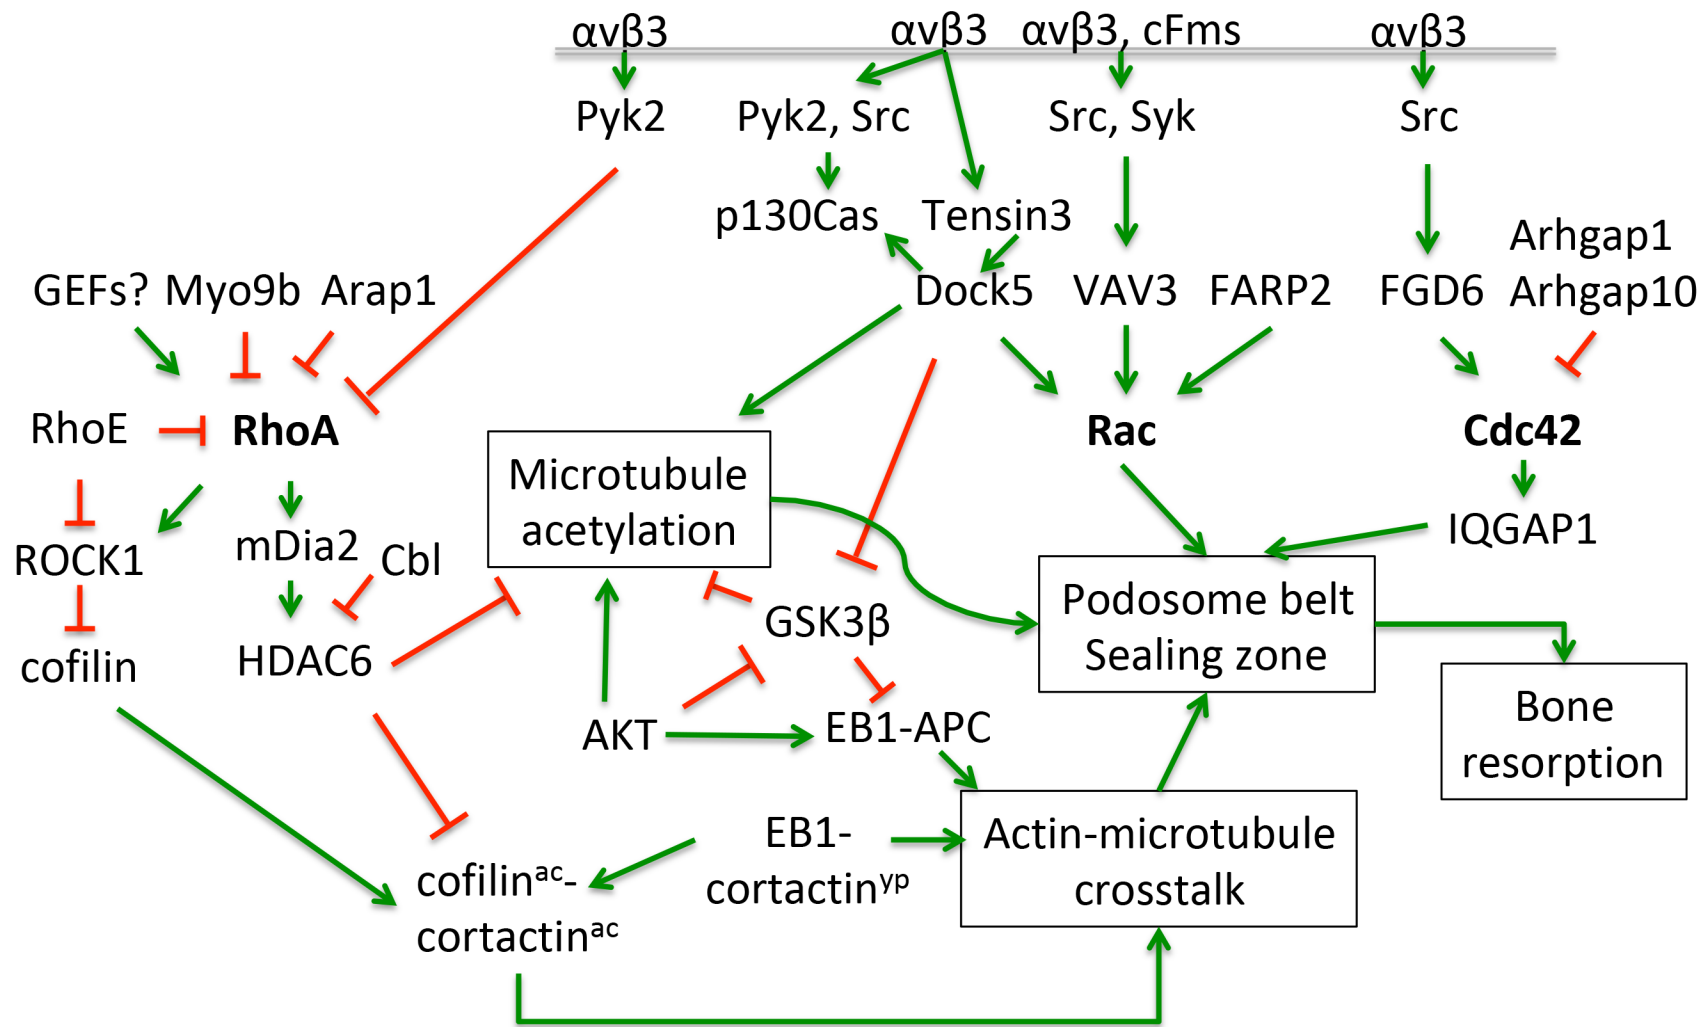 αvβ3 αvβ3 αvβ3, cFms αvβ3
Pyk2 Pyk2, Src Src, Syk Src
p130Cas Tensin3
Arhgap1
GEFs? Myo9b Arap1 Dock5 VAV3 FARP2 FGD6 Arhgap10
RhoE RhoA Rac Cdc42
Microtubule
acetylation
ROCK1 mDia2 Cbl IQGAP1
Podosome belt
Sealing zone
GSK3β
cofilin HDAC6
Bone
resorption
AKT EB1-APC
EB1-
cortactinʸᵖ
Actin-microtubule
crosstalk
cofilinᵃᶜ-
cortactinᵃᶜ